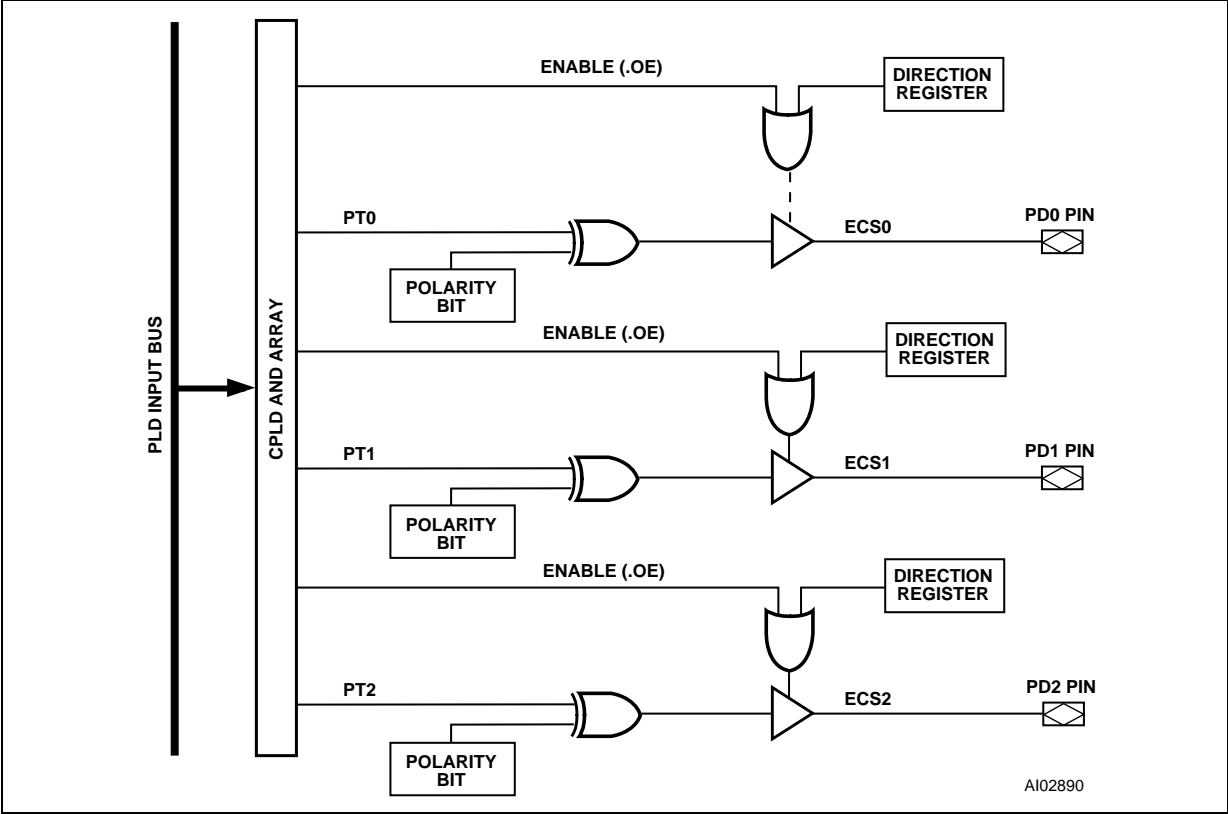 ENABLE (.OE)
DIRECTION
REGISTER
PT0
ECS0
PD0 PIN
POLARITY
BIT
PLD INPUT BUS
CPLD AND ARRAY
ENABLE (.OE)
DIRECTION
REGISTER
PT1
ECS1
PD1 PIN
POLARITY
BIT
ENABLE (.OE)
DIRECTION
REGISTER
PT2
ECS2
PD2 PIN
POLARITY
BIT
AI02890